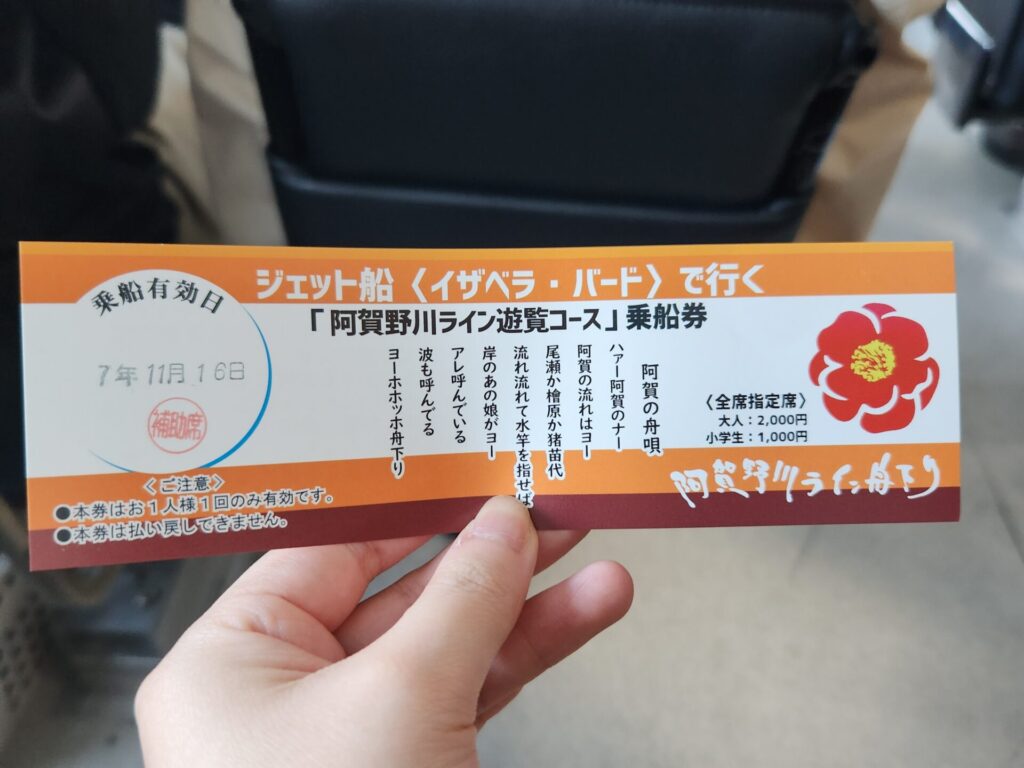 ジェット船〈イザベラ・バード〉で行く
「阿賀野川ライン遊覧コース」乗船券
乗船有効日
7年11月16日
補助席
阿賀の舟唄
ハァー阿賀のナー
阿賀の流れはヨー
尾瀬か檜原か猪苗代
流れ流れて水竿を指せば
岸のあの娘がヨー
アレ呼んでいる
波も呼んでる
ヨーホホホッホ舟下り
〈全席指定席〉
大人：2,000円
小学生：1,000円
〈ご注意〉
●本券はお1人様1回のみ有効です。
●本券は払い戻しできません。
阿賀野川ライン舟下り